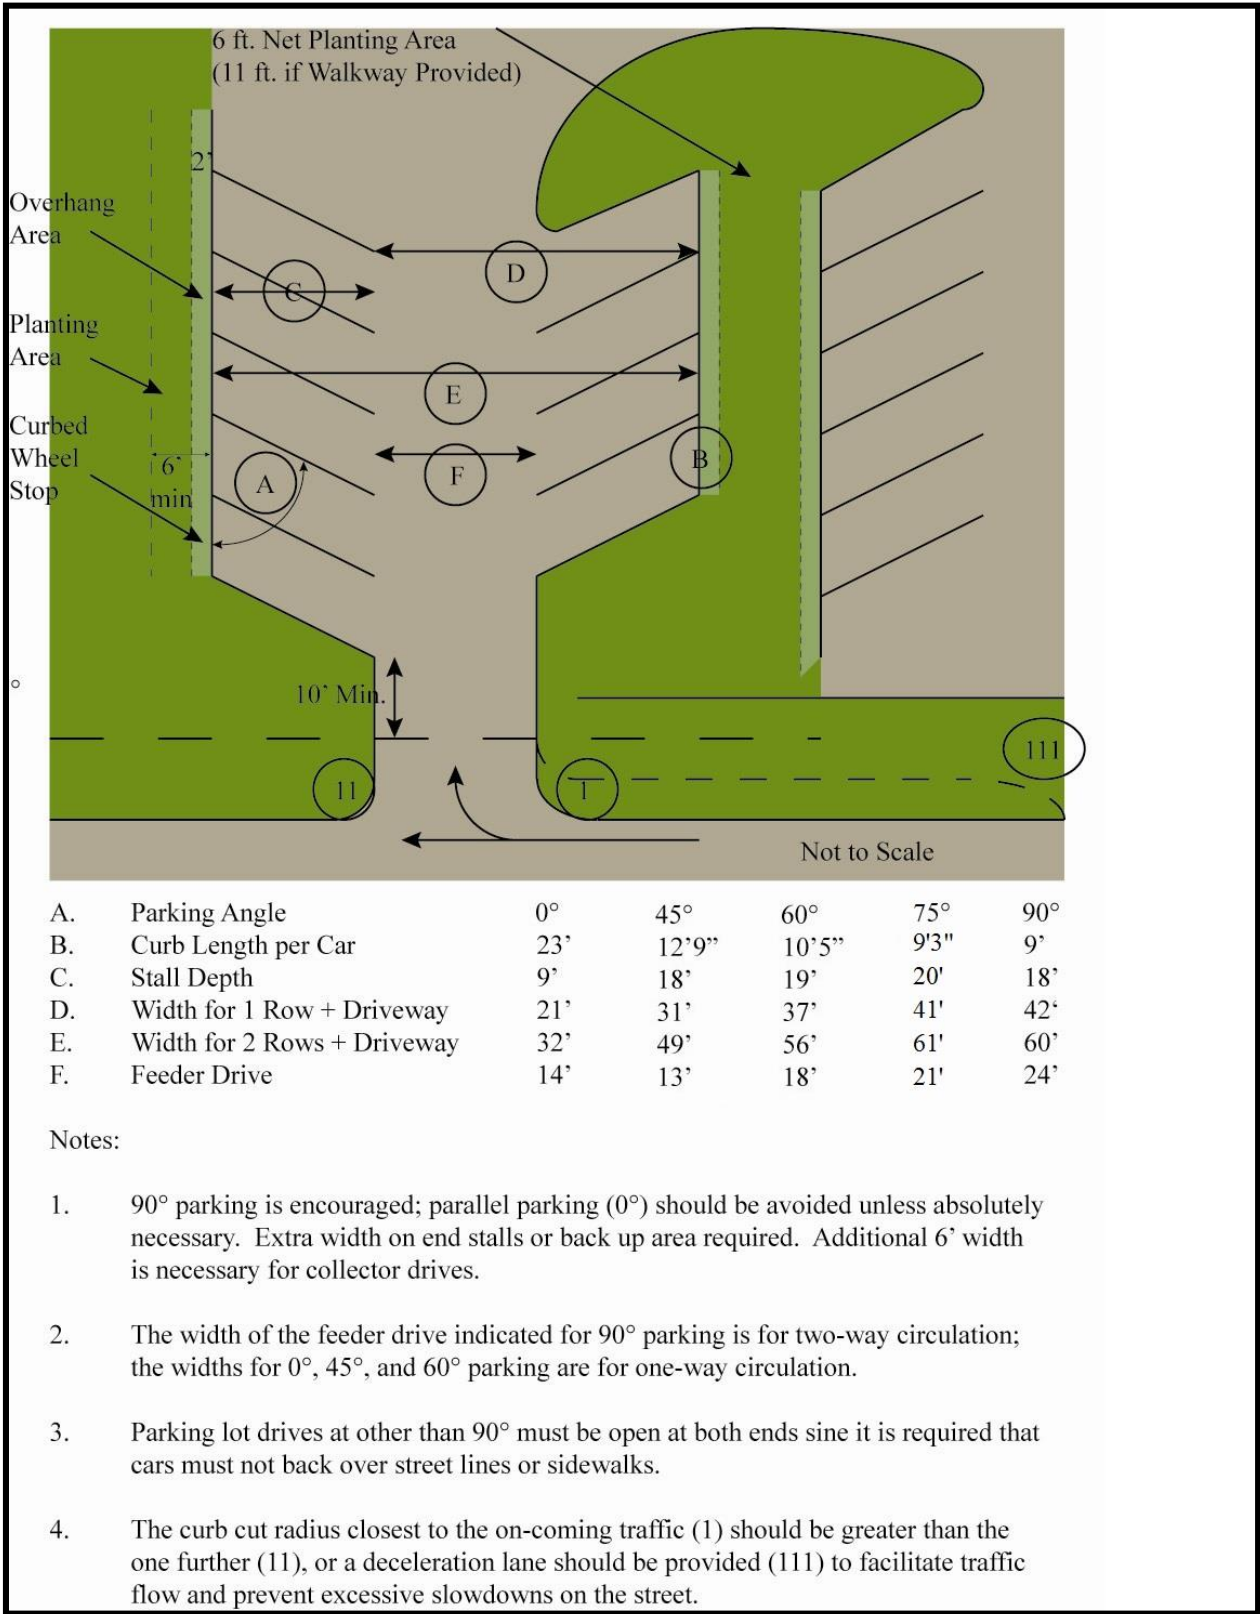 6 ft. Net Planting Area
(11 ft. if Walkway Provided)
2’
Overhang
Area
D
C
Planting
Area
E
Curbed
Wheel
Stop
6‘
min
A
F
B
°
10‘ Min.
11
1
111
Not to Scale
A. Parking Angle 0° 45° 60° 75° 90°
B. Curb Length per Car 23’ 12’9” 10’5” 9'3" 9’
C. Stall Depth 9’ 18’ 19’ 20' 18’
D. Width for 1 Row + Driveway 21’ 31’ 37’ 41' 42‘
E. Width for 2 Rows + Driveway 32’ 49’ 56’ 61' 60’
F. Feeder Drive 14’ 13’ 18’ 21' 24’
Notes:
1. 90° parking is encouraged; parallel parking (0°) should be avoided unless absolutely
necessary. Extra width on end stalls or back up area required. Additional 6’ width
is necessary for collector drives.
2. The width of the feeder drive indicated for 90° parking is for two-way circulation;
the widths for 0°, 45°, and 60° parking are for one-way circulation.
3. Parking lot drives at other than 90° must be open at both ends sine it is required that
cars must not back over street lines or sidewalks.
4. The curb cut radius closest to the on-coming traffic (1) should be greater than the
one further (11), or a deceleration lane should be provided (111) to facilitate traffic
flow and prevent excessive slowdowns on the street.